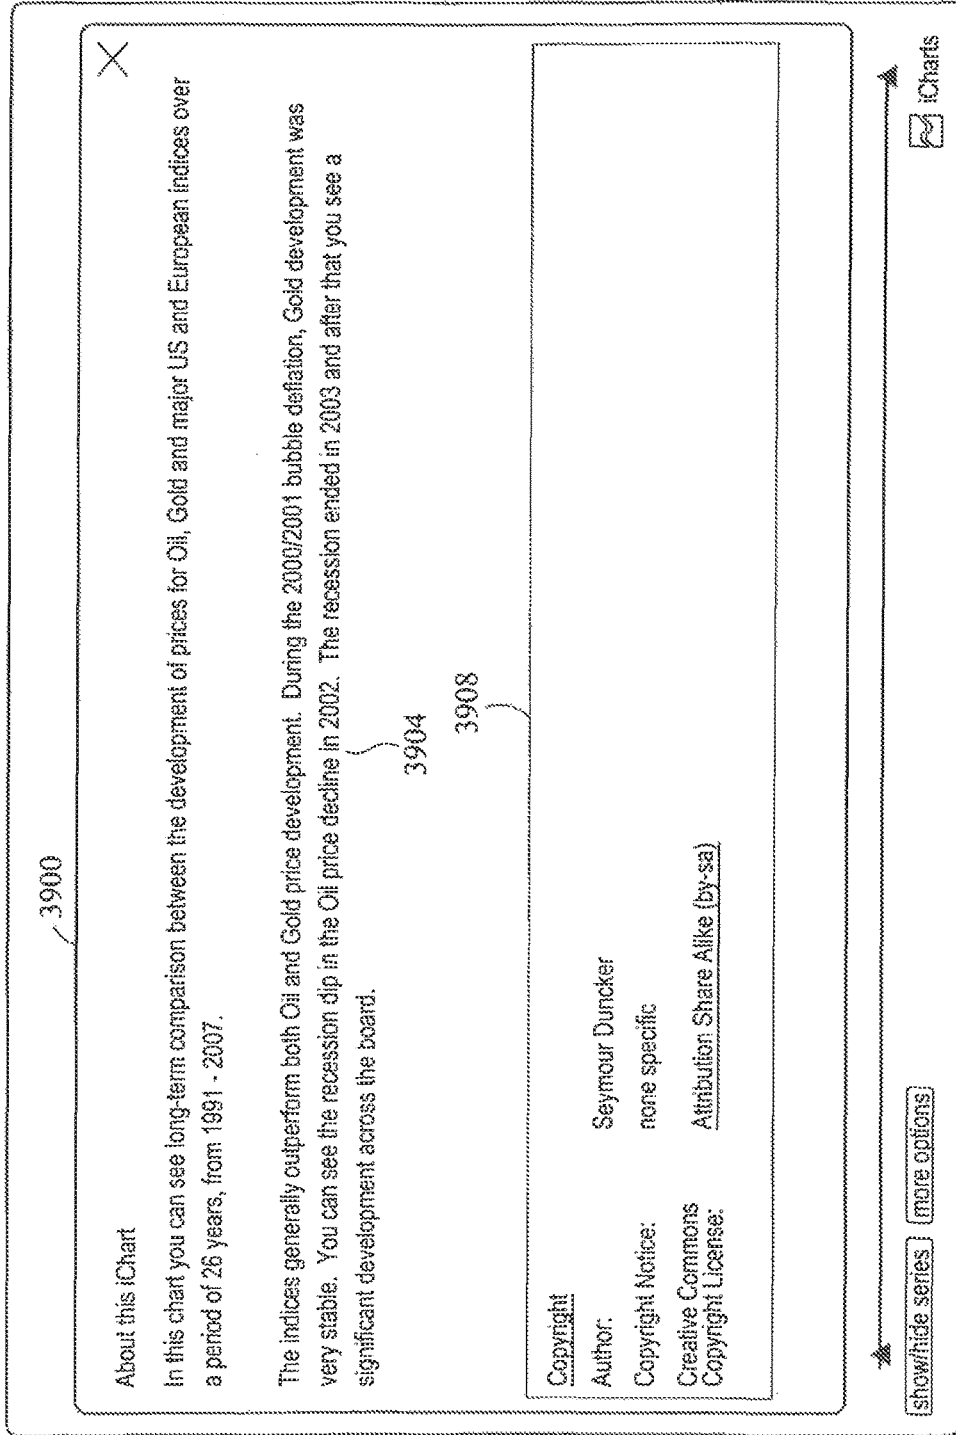 3900
About this iChart
In this chart you can see long-term comparison between the development of prices for Oil, Gold and major US and European indices over
a period of 26 years, from 1991 - 2007.
The indices generally outperform both Oil and Gold price development. During the 2000/2001 bubble deflation, Gold development was
very stable. You can see the recession dip in the Oil price decline in 2002. The recession ended in 2003 and after that you see a
significant development across the board.
3904
3908
Copyright
Author: Seymour Duncker
Copyright Notice: none specific
Creative Commons
Copyright License: Attribution Share Alike (by-sa)
show/hide series more options iCharts